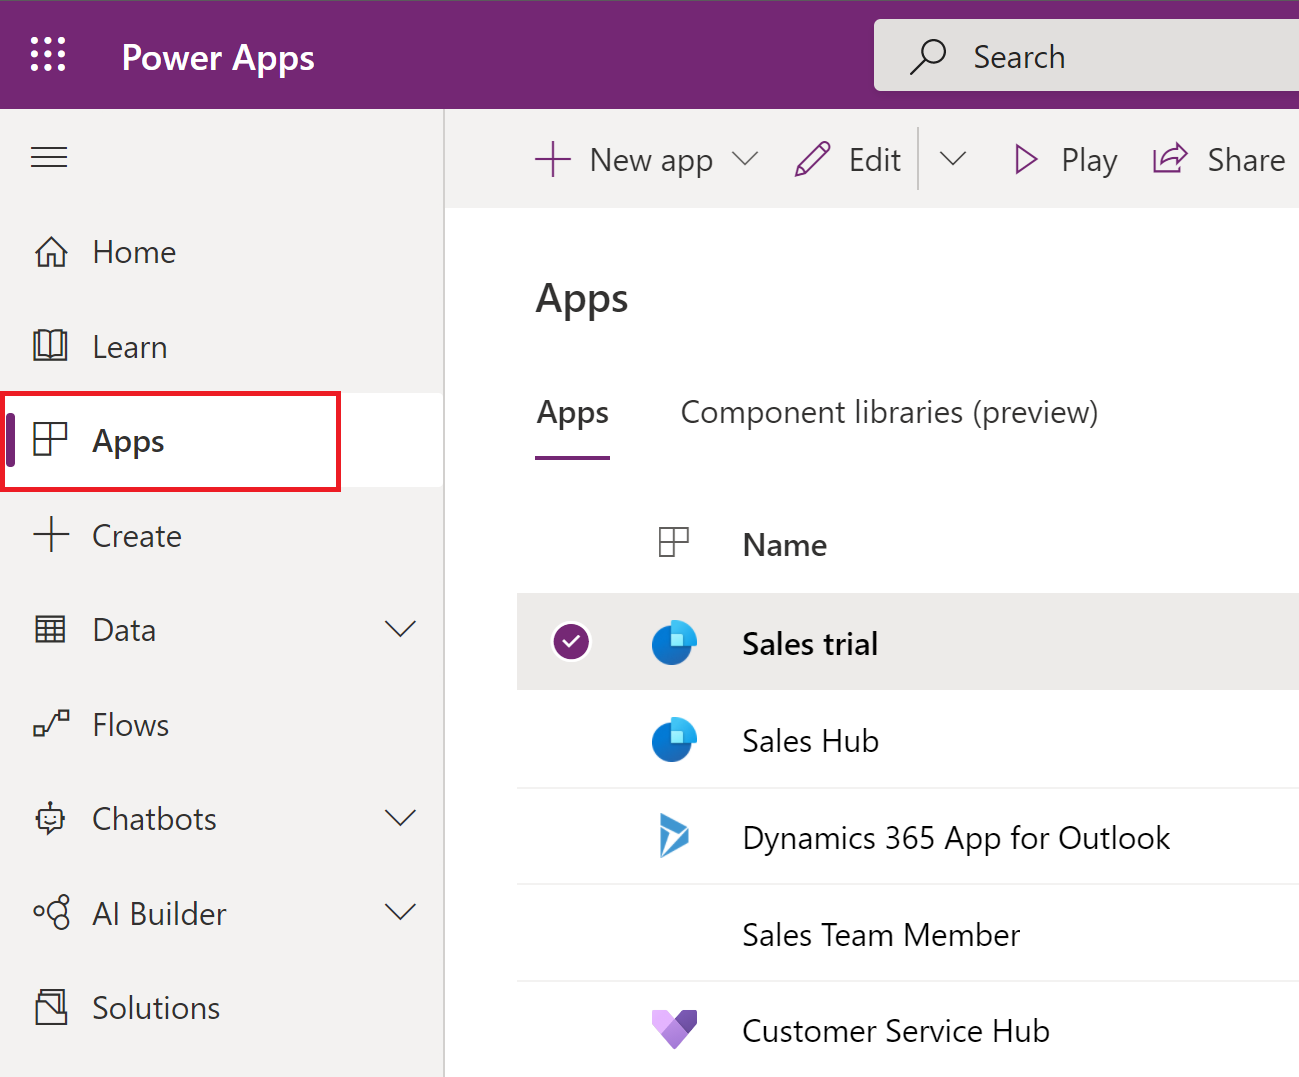 Power Apps
Search
New app
Edit
Play
Share
Home
Learn
Apps
Create
Data
Flows
Chatbots
AI Builder
Solutions
Apps
Apps
Component libraries (preview)
Name
Sales trial
Sales Hub
Dynamics 365 App for Outlook
Sales Team Member
Customer Service Hub